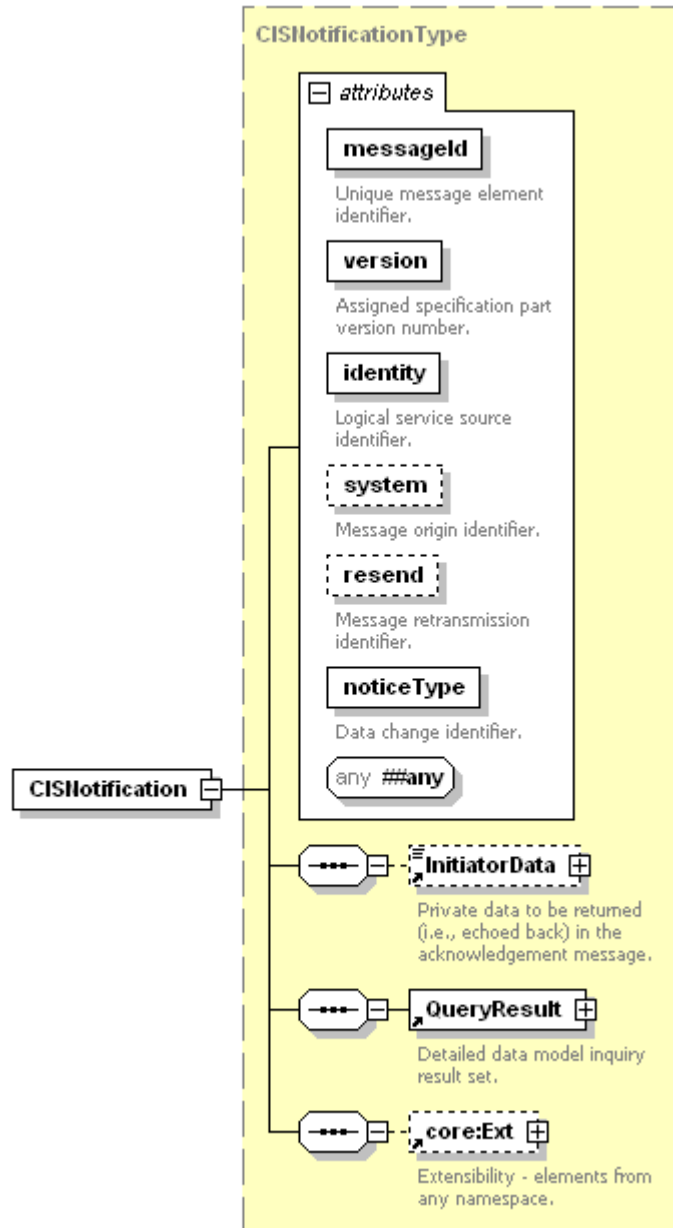 CISNotificationType
attributes
messageId
Unique message element
identifier.
version
Assigned specification part
version number.
identity
Logical service source
identifier.
system
Message origin identifier.
resend
Message retransmission
identifier.
noticeType
Data change identifier.
any ##any
CISNotification
InitiatorData
Private data to be returned
(i.e., echoed back) in the
acknowledgement message.
QueryResult
Detailed data model inquiry
result set.
core:Ext
Extensibility - elements from
any namespace.